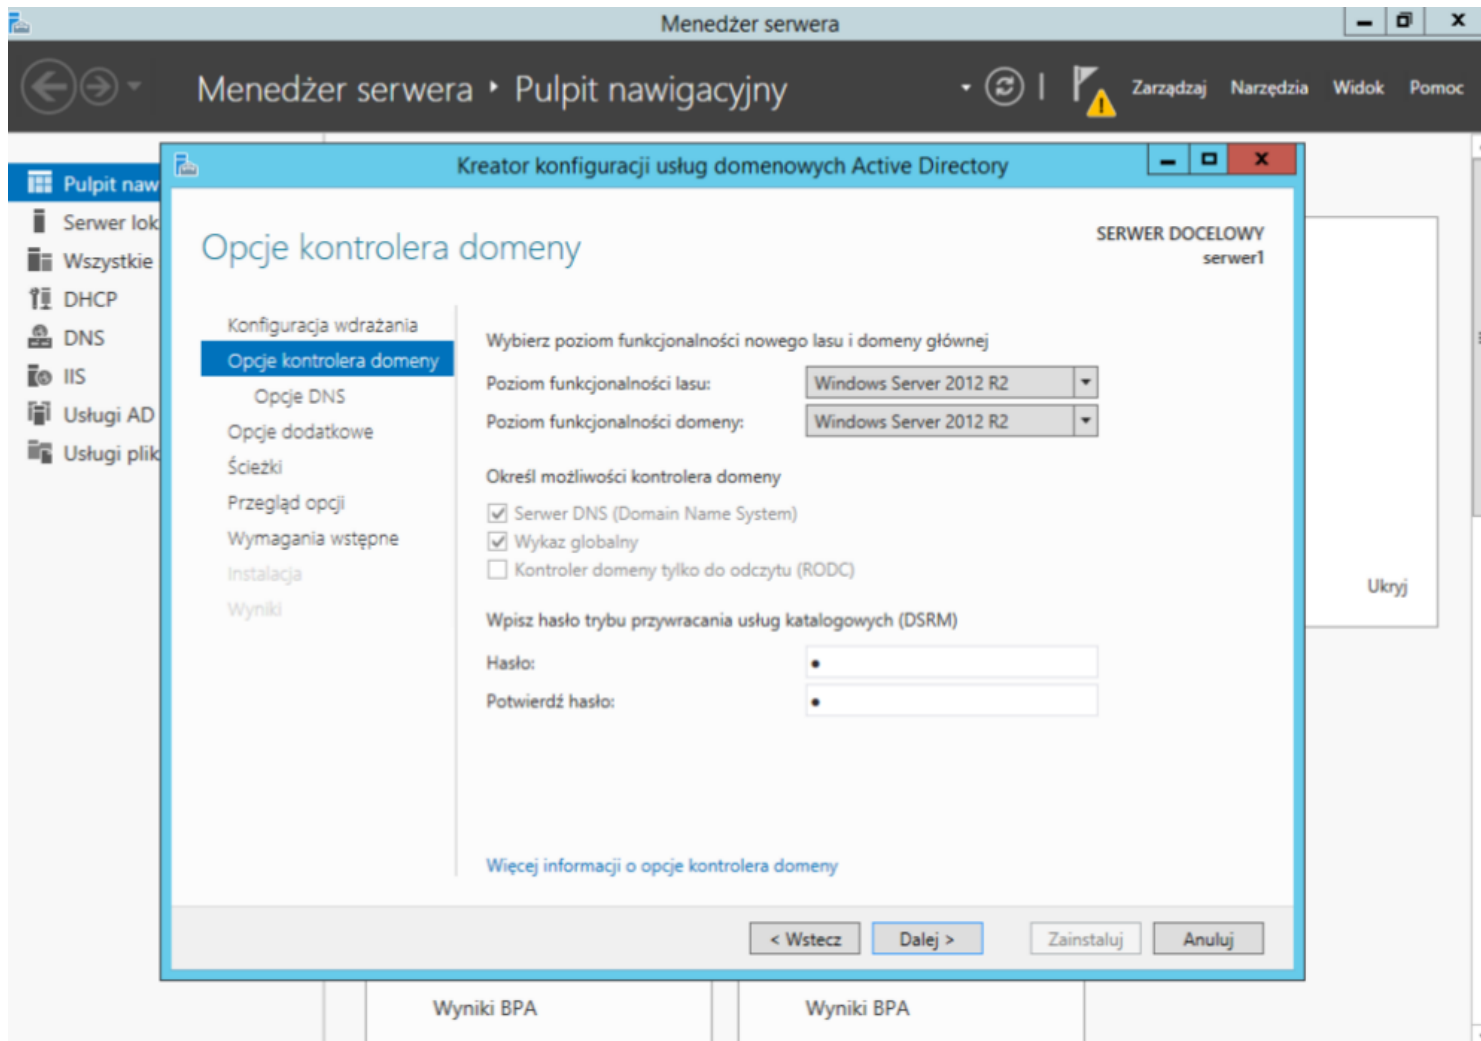 Menedżer serwera
Menedżer serwera ‣ Pulpit nawigacyjny
Zarządzaj Narzędzia Widok Pomoc
Pulpit naw
Serwer lok
Wszystkie
DHCP
DNS
IIS
Usługi AD
Usługi plik
Kreator konfiguracji usług domenowych Active Directory
Opcje kontrolera domeny
SERWER DOCELOWY
serwer1
Konfiguracja wdrażania
Opcje kontrolera domeny
Opcje DNS
Opcje dodatkowe
Ścieżki
Przegląd opcji
Wymagania wstępne
Instalacja
Wyniki
Wybierz poziom funkcjonalności nowego lasu i domeny głównej
Poziom funkcjonalności lasu: Windows Server 2012 R2
Poziom funkcjonalności domeny: Windows Server 2012 R2
Określ możliwości kontrolera domeny
Serwer DNS (Domain Name System)
Wykaz globalny
Kontroler domeny tylko do odczytu (RODC)
Wpisz hasło trybu przywracania usług katalogowych (DSRM)
Hasło: ●
Potwierdź hasło: ●
Więcej informacji o opcje kontrolera domeny
< Wstecz Dalej > Zainstaluj Anuluj
Ukryj
Wyniki BPA Wyniki BPA